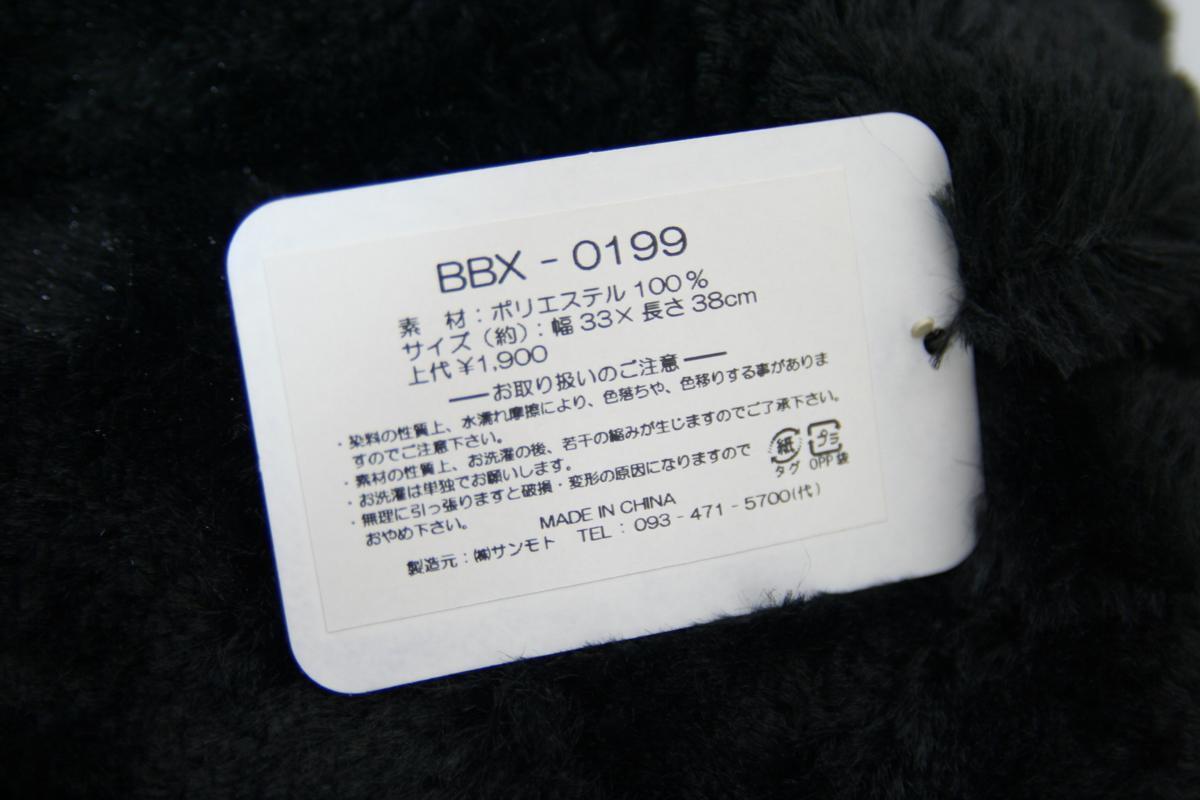 BBX - 0199
素　材：ポリエステル 100%
サイズ（約）：幅 33×長さ 38cm
上代 ¥1,900
――お取り扱いのご注意――
・染料の性質上、水濡れ摩擦により、色落ちや、色移りする事がありま
すのでご注意下さい。
・素材の性質上、お洗濯の後、若干の縮みが生じますのでご了承下さい。
・お洗濯は単独でお願いします。
・無理に引っ張りますと破損・変形の原因になりますので
おやめ下さい。
紙 プラ
タグ OPP袋
MADE IN CHINA
製造元：㈱サンモト　TEL：093-471-5700(代)